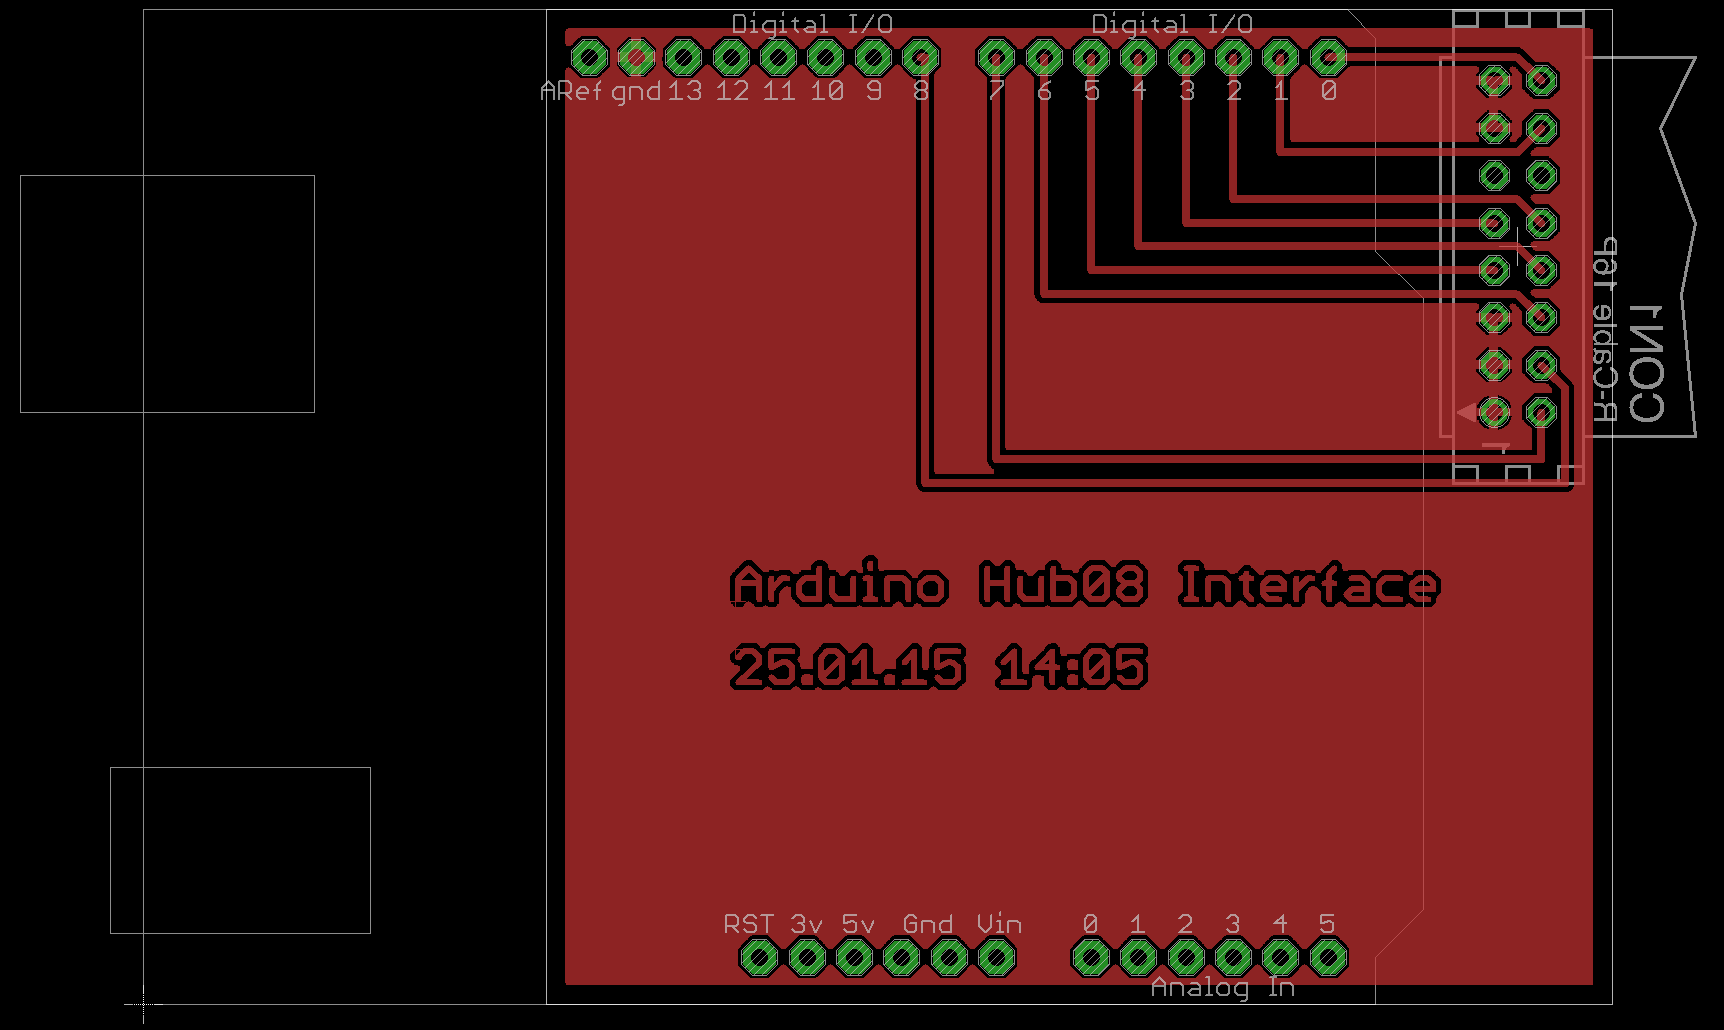 Digital I/O Digital I/O
ARef gnd 13 12 11 10 9 8 7 6 5 4 3 2 1 0
R-Cable 16P
CON1
1
Arduino Hub08 Interface
25.01.15 14:05
RST 3v 5v Gnd Vin 0 1 2 3 4 5
Analog In